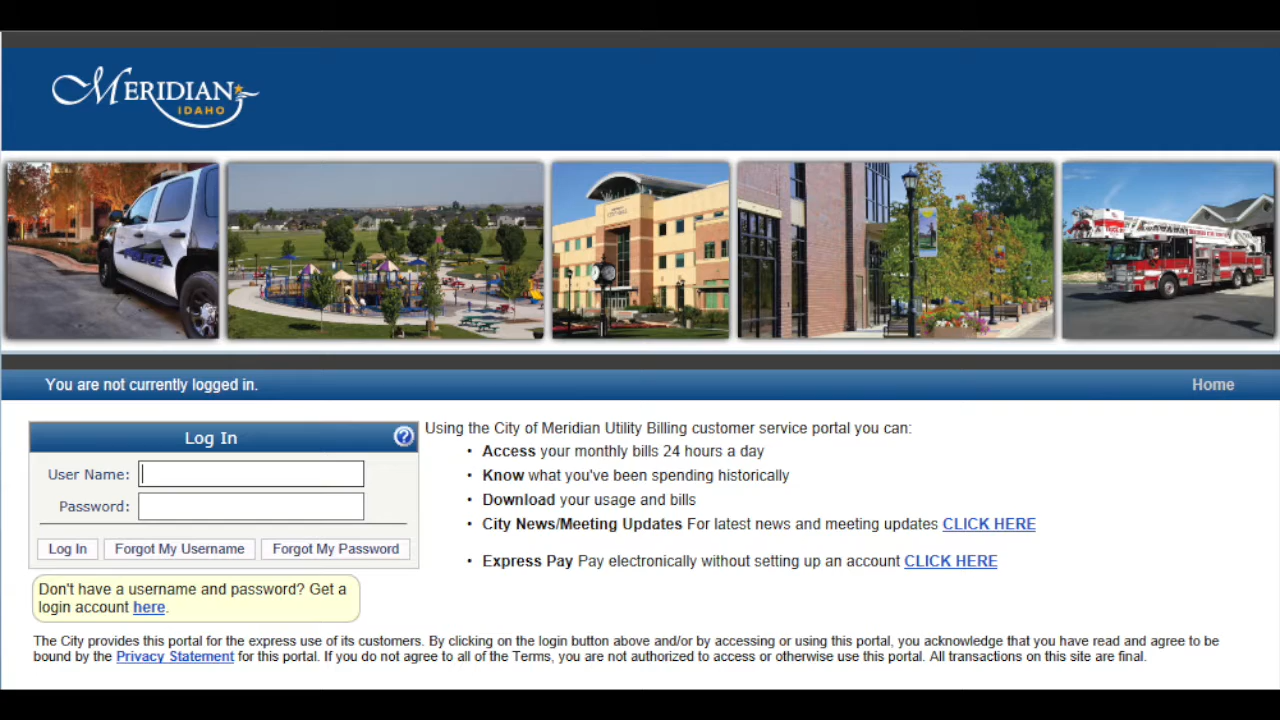 MERIDIAN
IDAHO
POLICE
You are not currently logged in.
Home
Log In
User Name:
Password:
Log In
Forgot My Username
Forgot My Password
Don't have a username and password? Get a
login account here.
Using the City of Meridian Utility Billing customer service portal you can:
• Access your monthly bills 24 hours a day
• Know what you've been spending historically
• Download your usage and bills
• City News/Meeting Updates For latest news and meeting updates CLICK HERE
• Express Pay Pay electronically without setting up an account CLICK HERE
The City provides this portal for the express use of its customers. By clicking on the login button above and/or by accessing or using this portal, you acknowledge that you have read and agree to be
bound by the Privacy Statement for this portal. If you do not agree to all of the Terms, you are not authorized to access or otherwise use this portal. All transactions on this site are final.